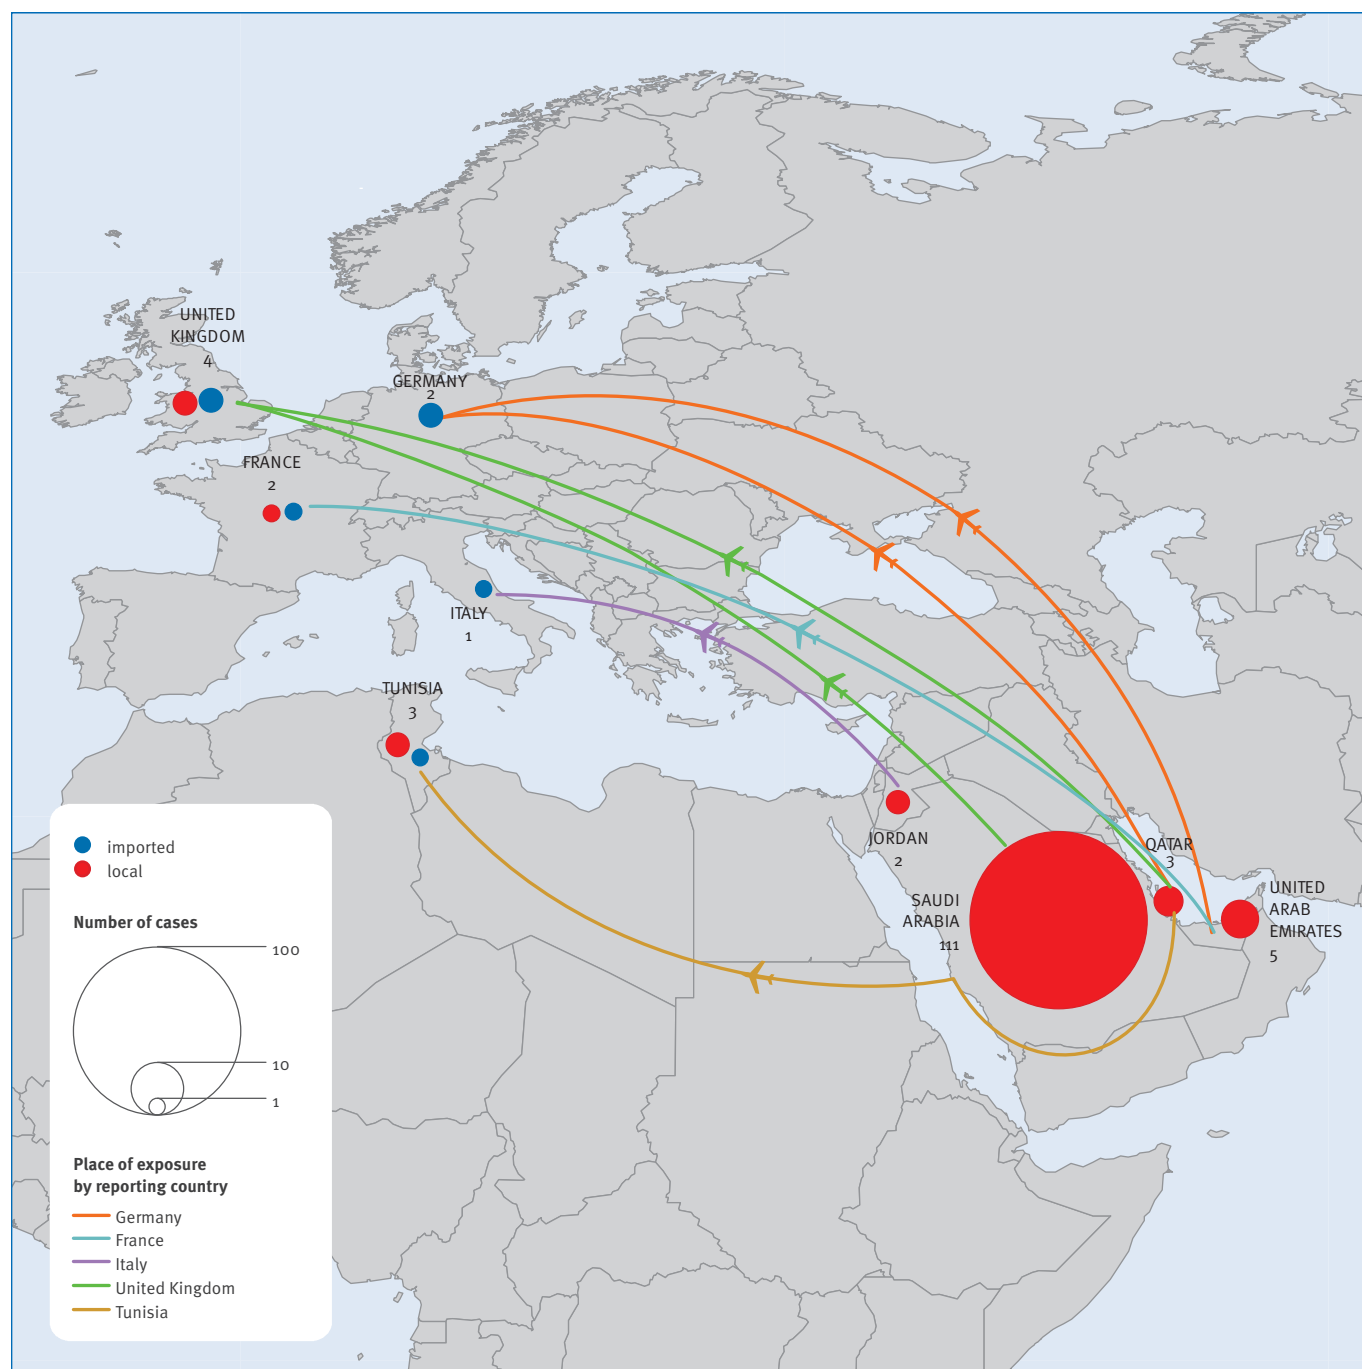 UNITED
KINGDOM
4
GERMANY
2
FRANCE
2
ITALY
1
TUNISIA
3
JORDAN
2
QATAR
3
SAUDI
ARABIA
111
UNITED
ARAB
EMIRATES
5
imported
local
Number of cases
100
10
1
Place of exposure
by reporting country
Germany
France
Italy
United Kingdom
Tunisia